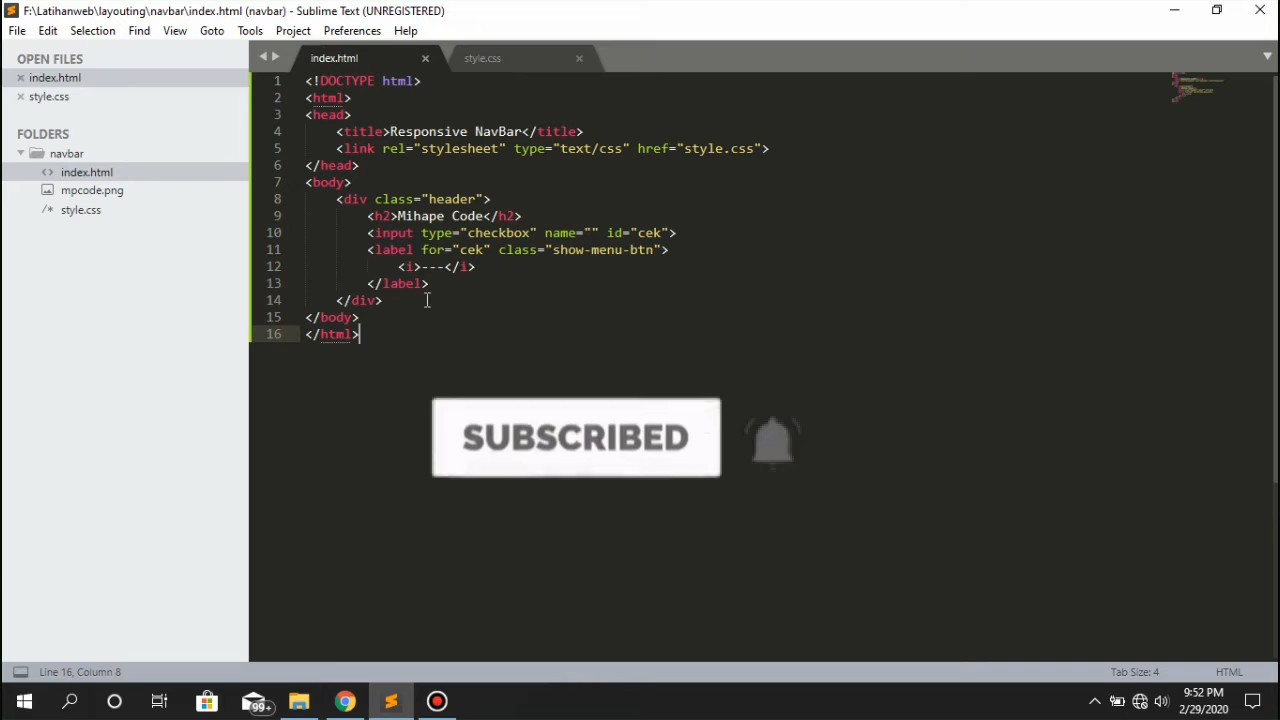 F:\Latihanweb\layouting\navbar\index.html (navbar) - Sublime Text (UNREGISTERED)
File Edit Selection Find View Goto Tools Project Preferences Help
OPEN FILES
index.html
style.css
FOLDERS
navbar
index.html
mpcode.png
/* style.css
index.html
style.css
1 <!DOCTYPE html>
2 <html>
3 <head>
4 <title>Responsive NavBar</title>
5 <link rel="stylesheet" type="text/css" href="style.css">
6 </head>
7 <body>
8 <div class="header">
9 <h2>Mihape Code</h2>
10 <input type="checkbox" name="" id="cek">
11 <label for="cek" class="show-menu-btn">
12 <i>---</i>
13 </label>
14 </div>
15 </body>
16 </html>
SUBSCRIBED
Line 16, Column 8
Tab Size: 4
HTML
99+
9:52 PM
2/29/2020